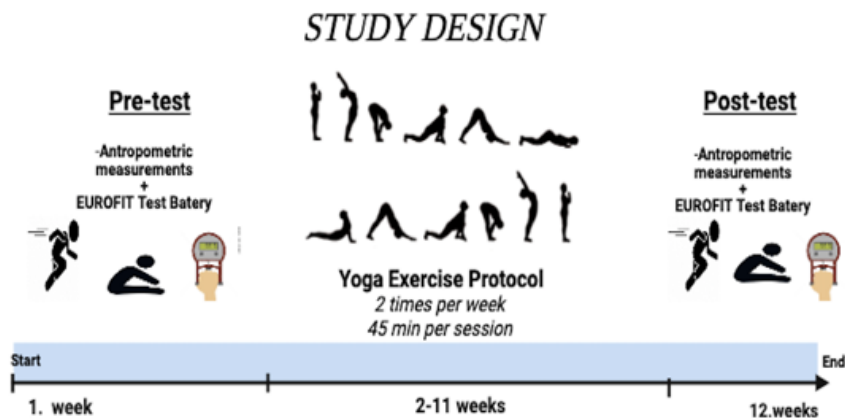 STUDY DESIGN
Pre-test
-Antropometric
measurements
+
EUROFIT Test Batery
Yoga Exercise Protocol
2 times per week
45 min per session
Post-test
-Antropometric
measurements
+
EUROFIT Test Batery
Start
End
1. week
2-11 weeks
12.weeks